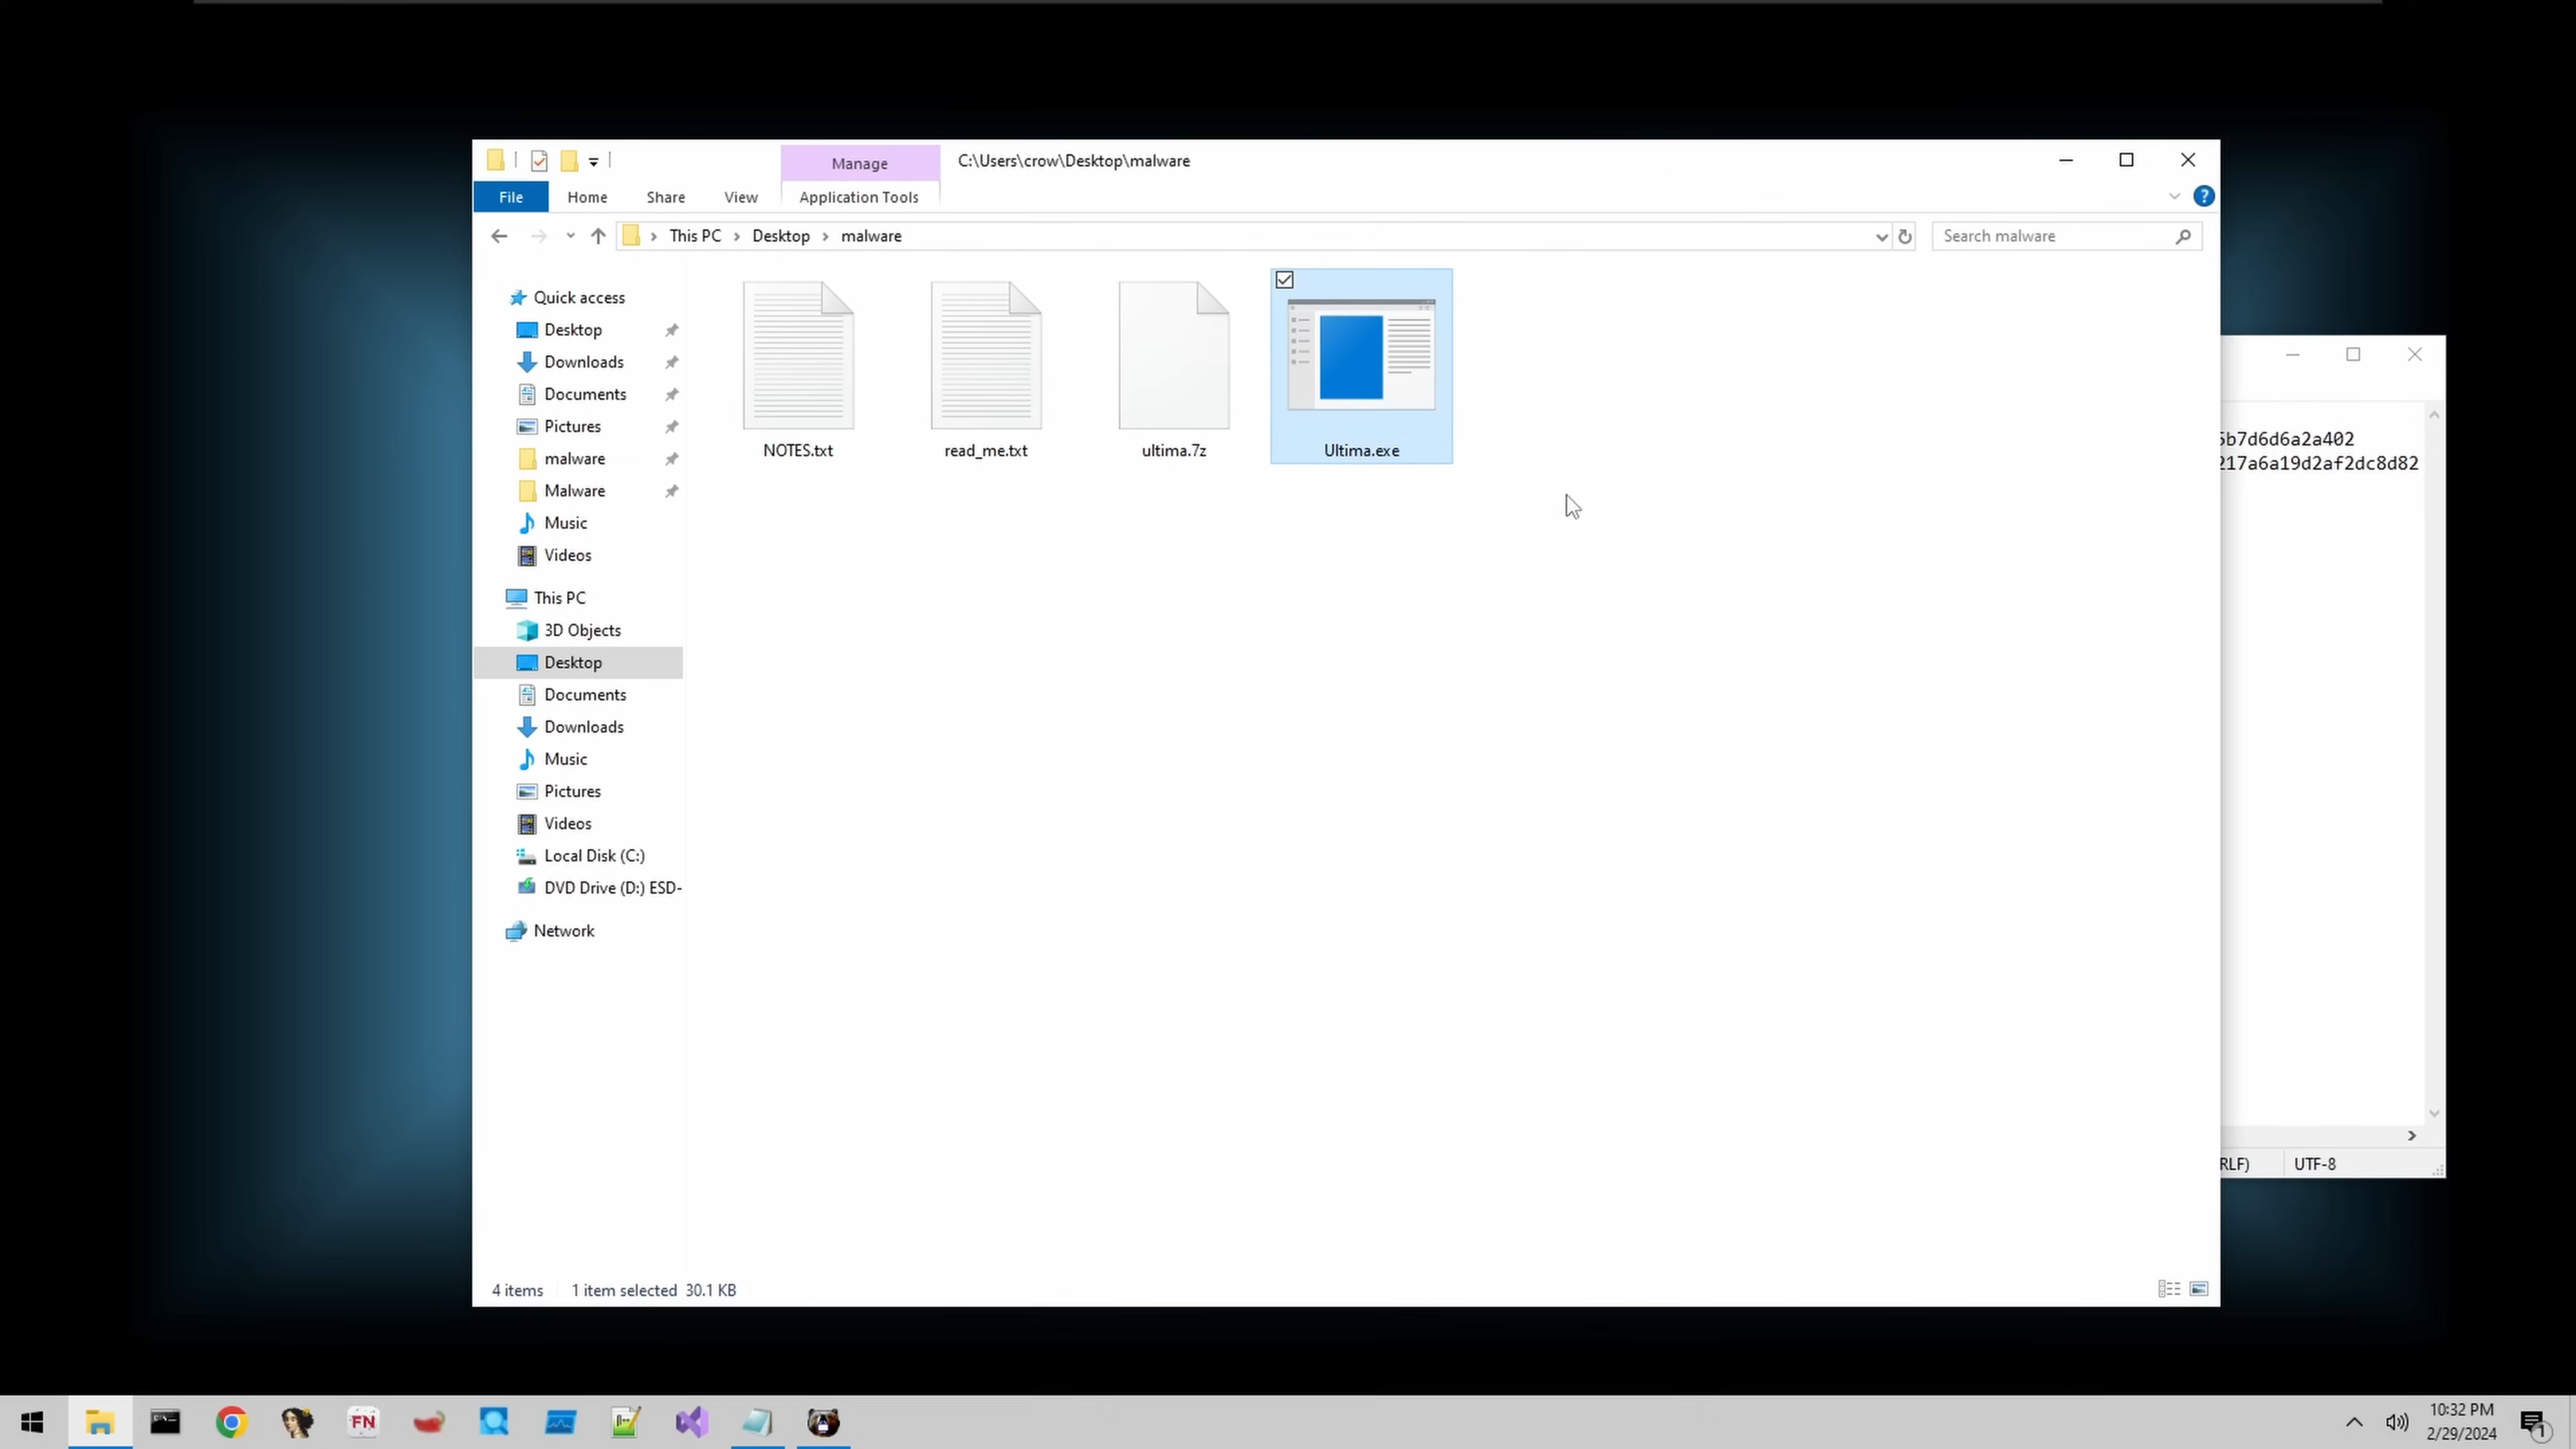 Manage
C:\Users\crow\Desktop\malware
File
Home
Share
View
Application Tools
This PC
Desktop
malware
Search malware
Quick access
Desktop
Downloads
Documents
Pictures
malware
Malware
Music
Videos
This PC
3D Objects
Desktop
Documents
Downloads
Music
Pictures
Videos
Local Disk (C:)
DVD Drive (D:) ESD-
Network
NOTES.txt
read_me.txt
ultima.7z
Ultima.exe
b7d6d6a2a402
217a6a19d2af2dc8d82
RLF)
UTF-8
4 items
1 item selected 30.1 KB
FN
10:32 PM
2/29/2024
1